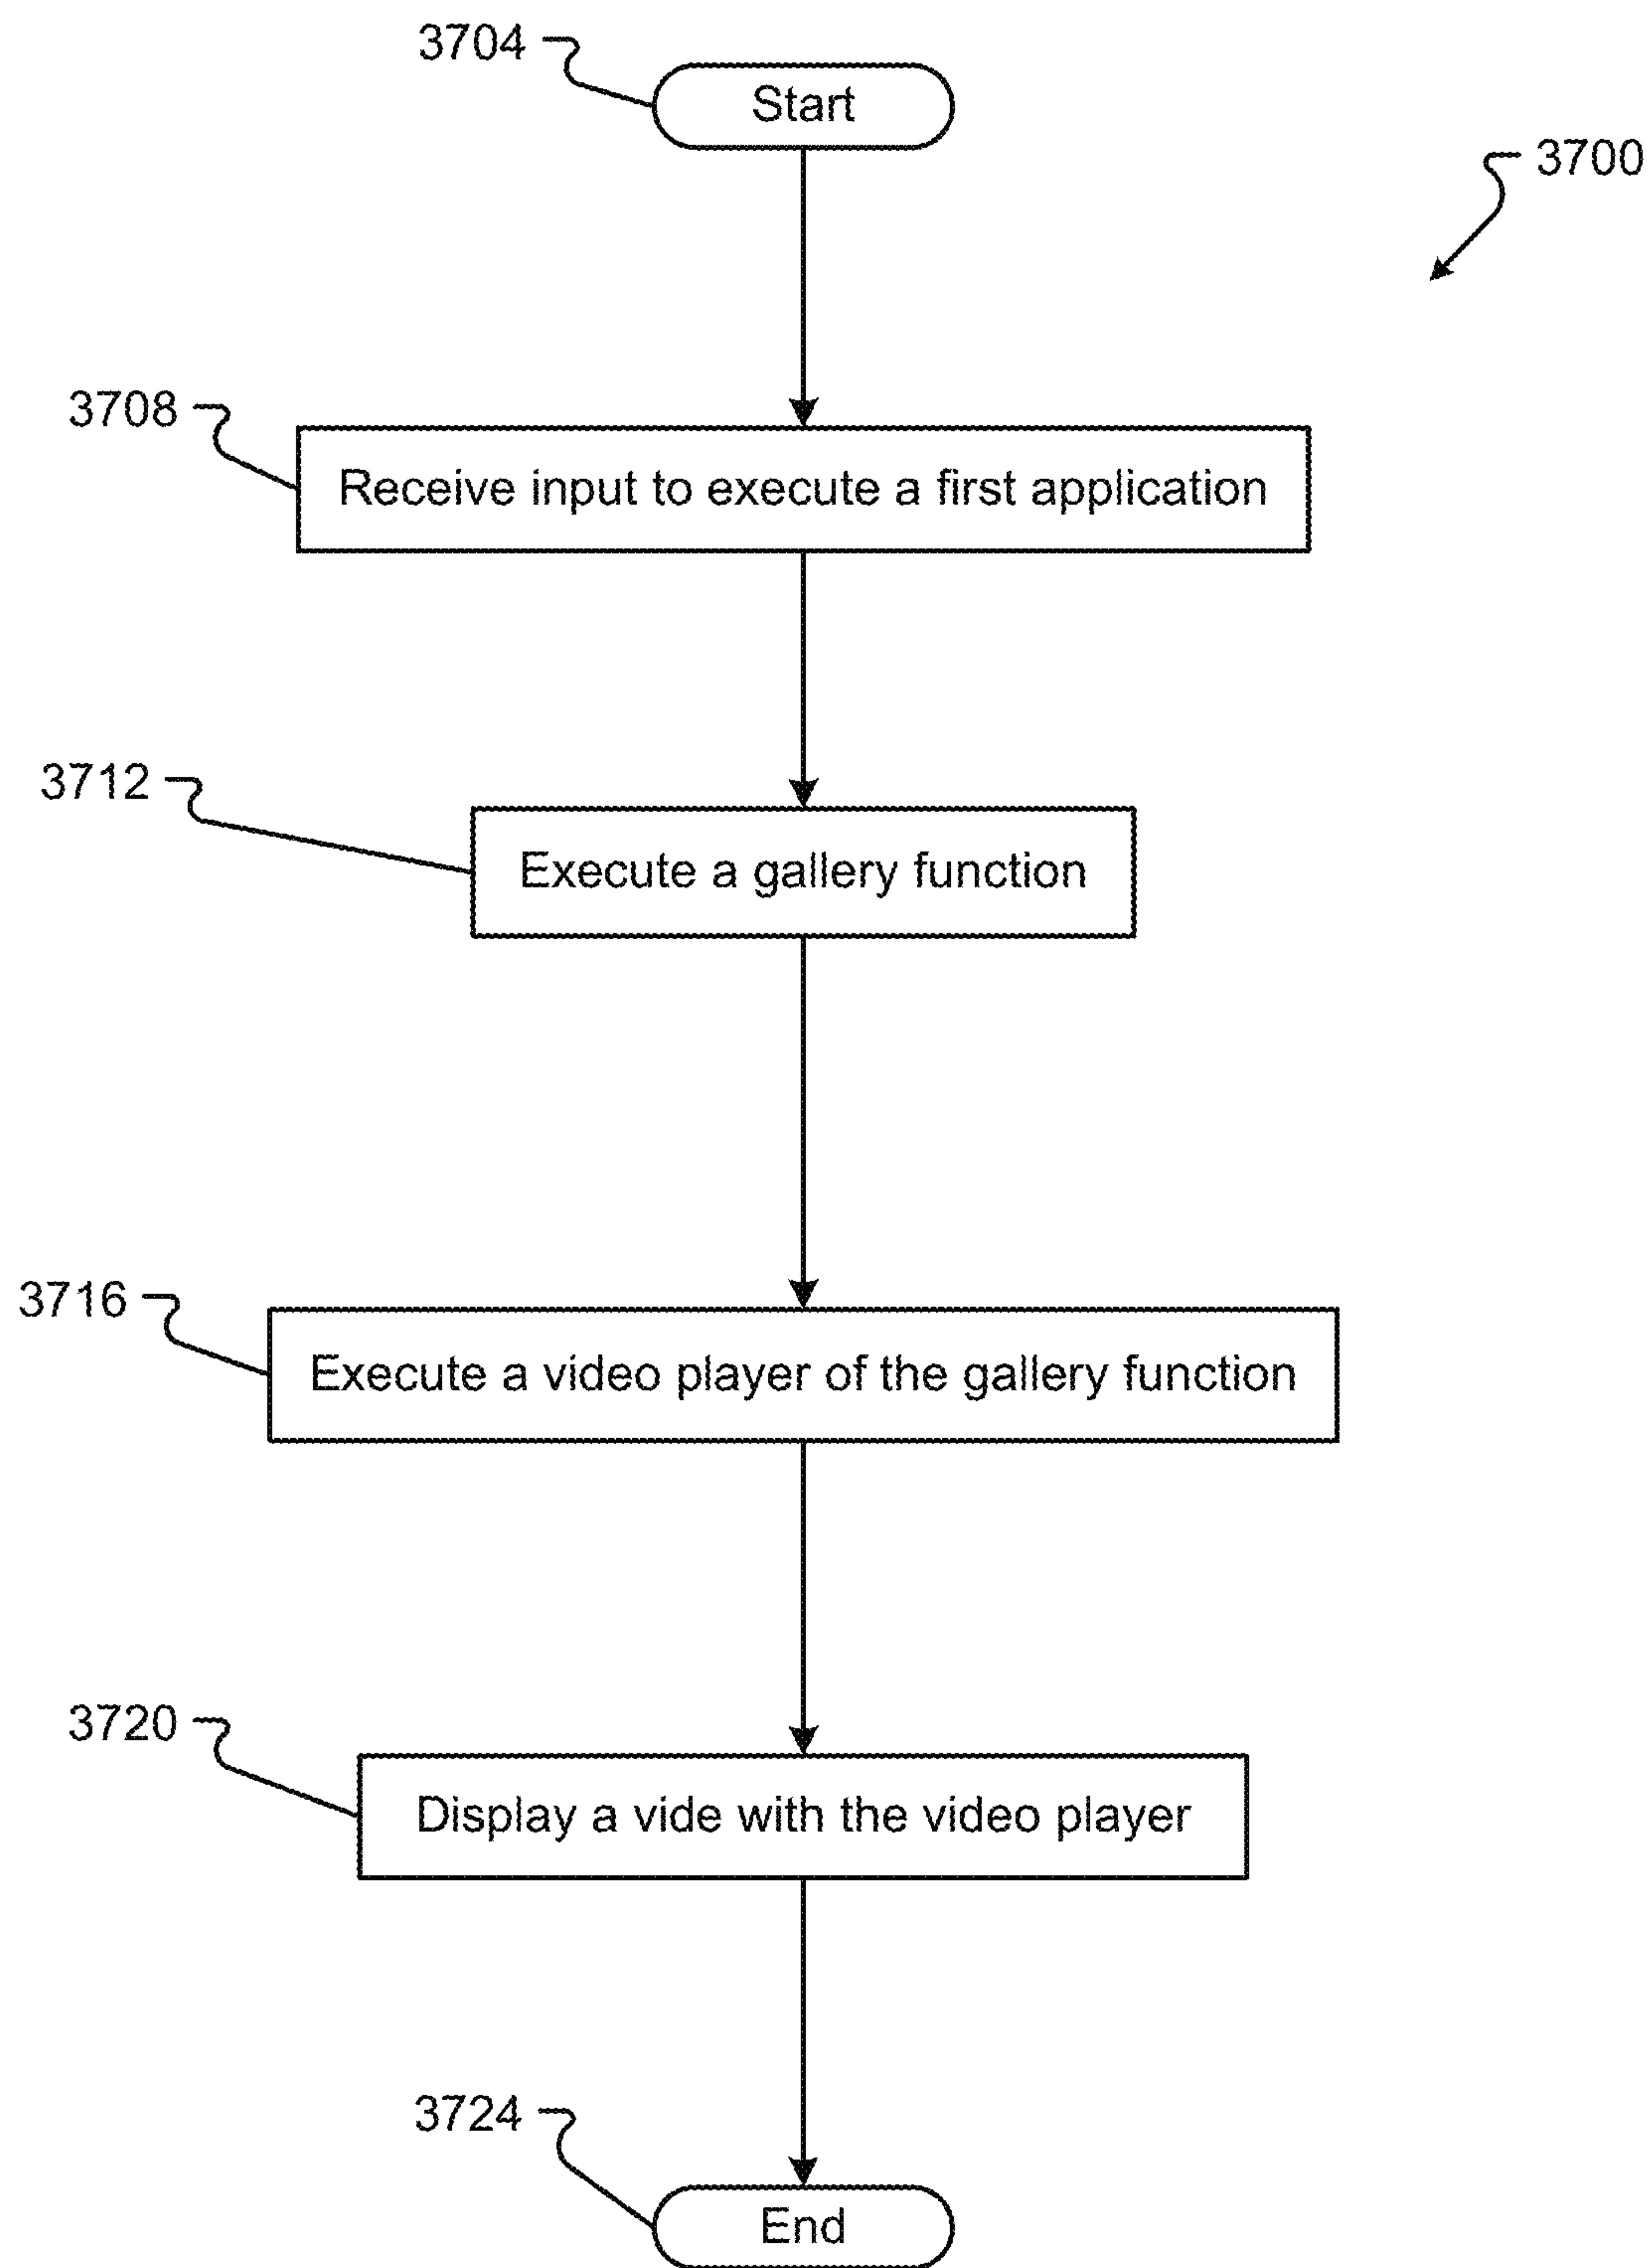 3704
Start
3700
3708
Receive input to execute a first application
3712
Execute a gallery function
3716
Execute a video player of the gallery function
3720
Display a vide with the video player
3724
End